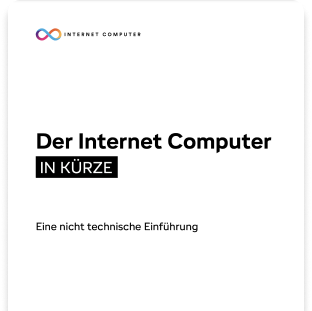 INTERNET COMPUTER
Der Internet Computer
IN KÜRZE
Eine nicht technische Einführung